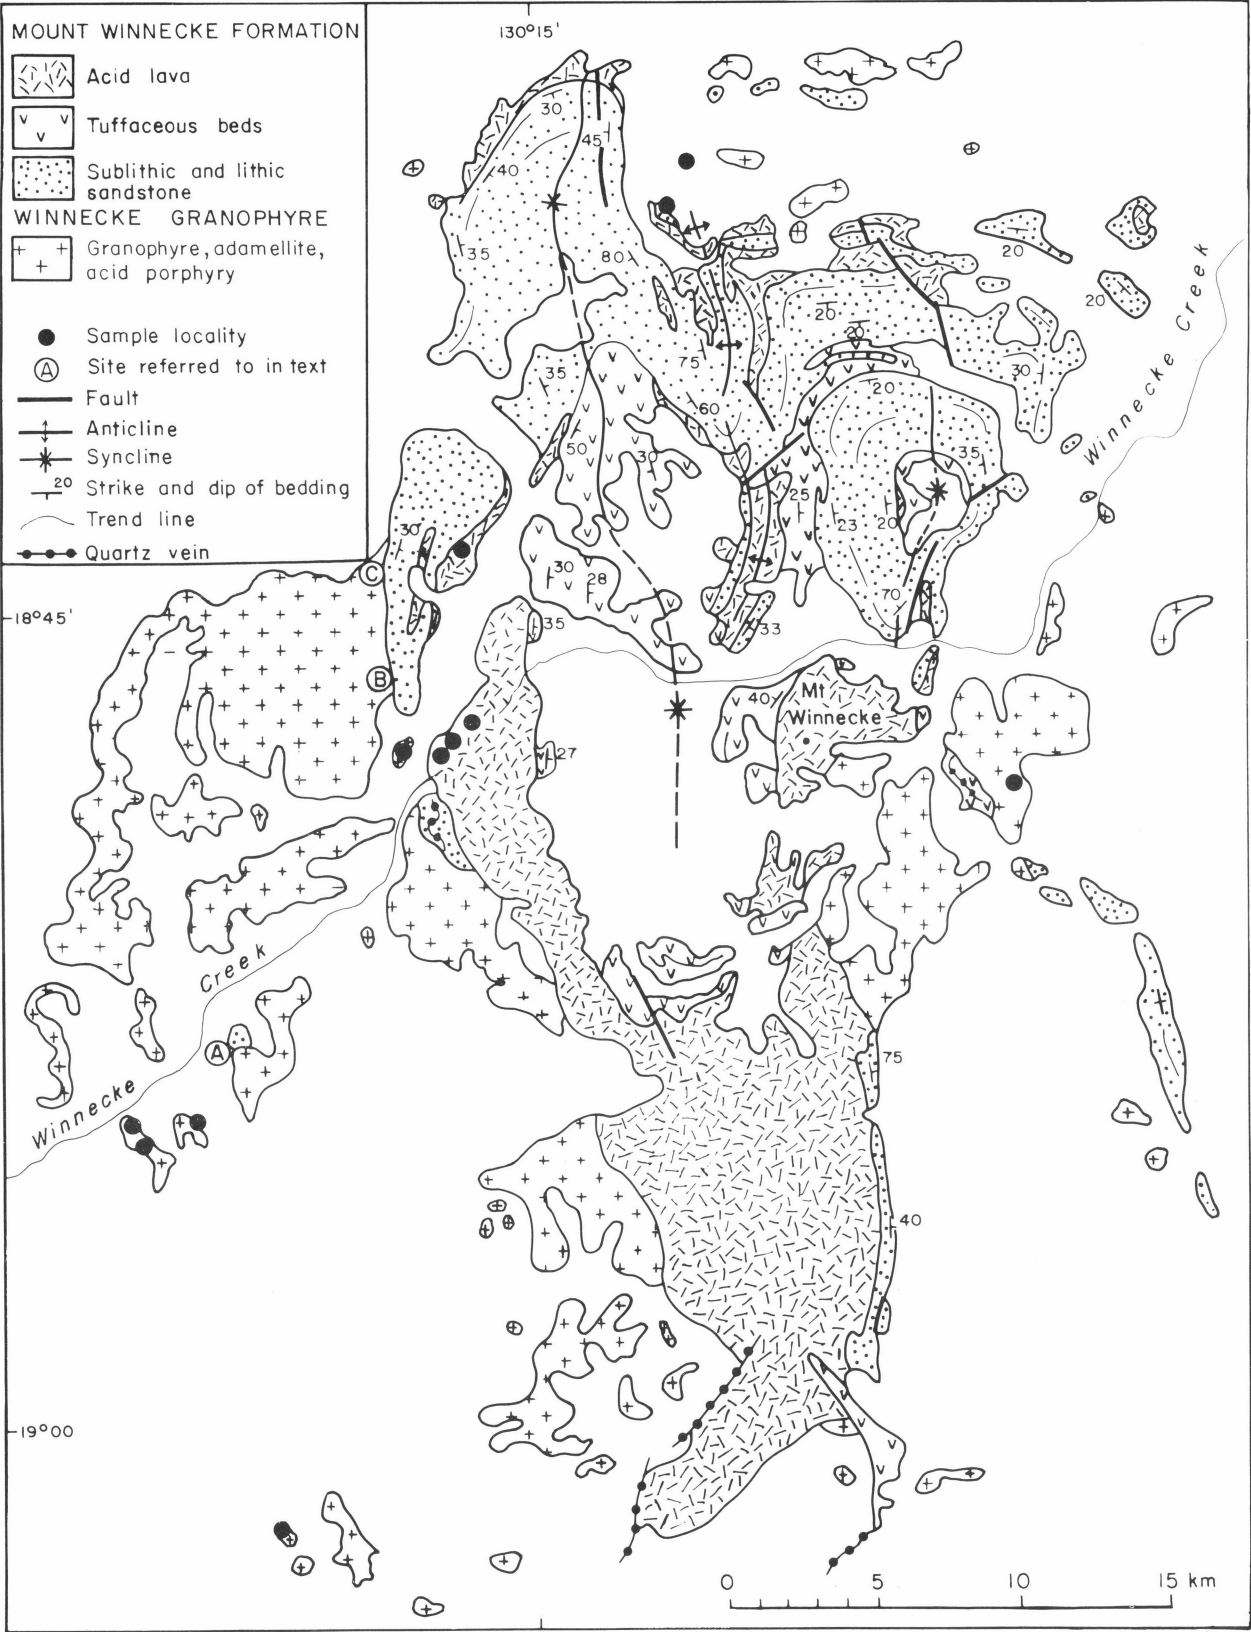 MOUNT WINNECKE FORMATION
Acid lava
Tuffaceous beds
Sublithic and lithic
sandstone
WINNECKE GRANOPHYRE
Granophyre, adamellite,
acid porphyry
Sample locality
A Site referred to in text
Fault
Anticline
Syncline
20 Strike and dip of bedding
Trend line
Quartz vein
130°15'
30
45
40
35
80
20
20
Winnecke Creek
20
20
75
35
30
20
60
50
30
35
25
23
20
30
C
30
28
70
18°45'
35
33
B
40
Mt
Winnecke
27
Creek
A
75
Winnecke
40
19°00
0 5 10 15 km